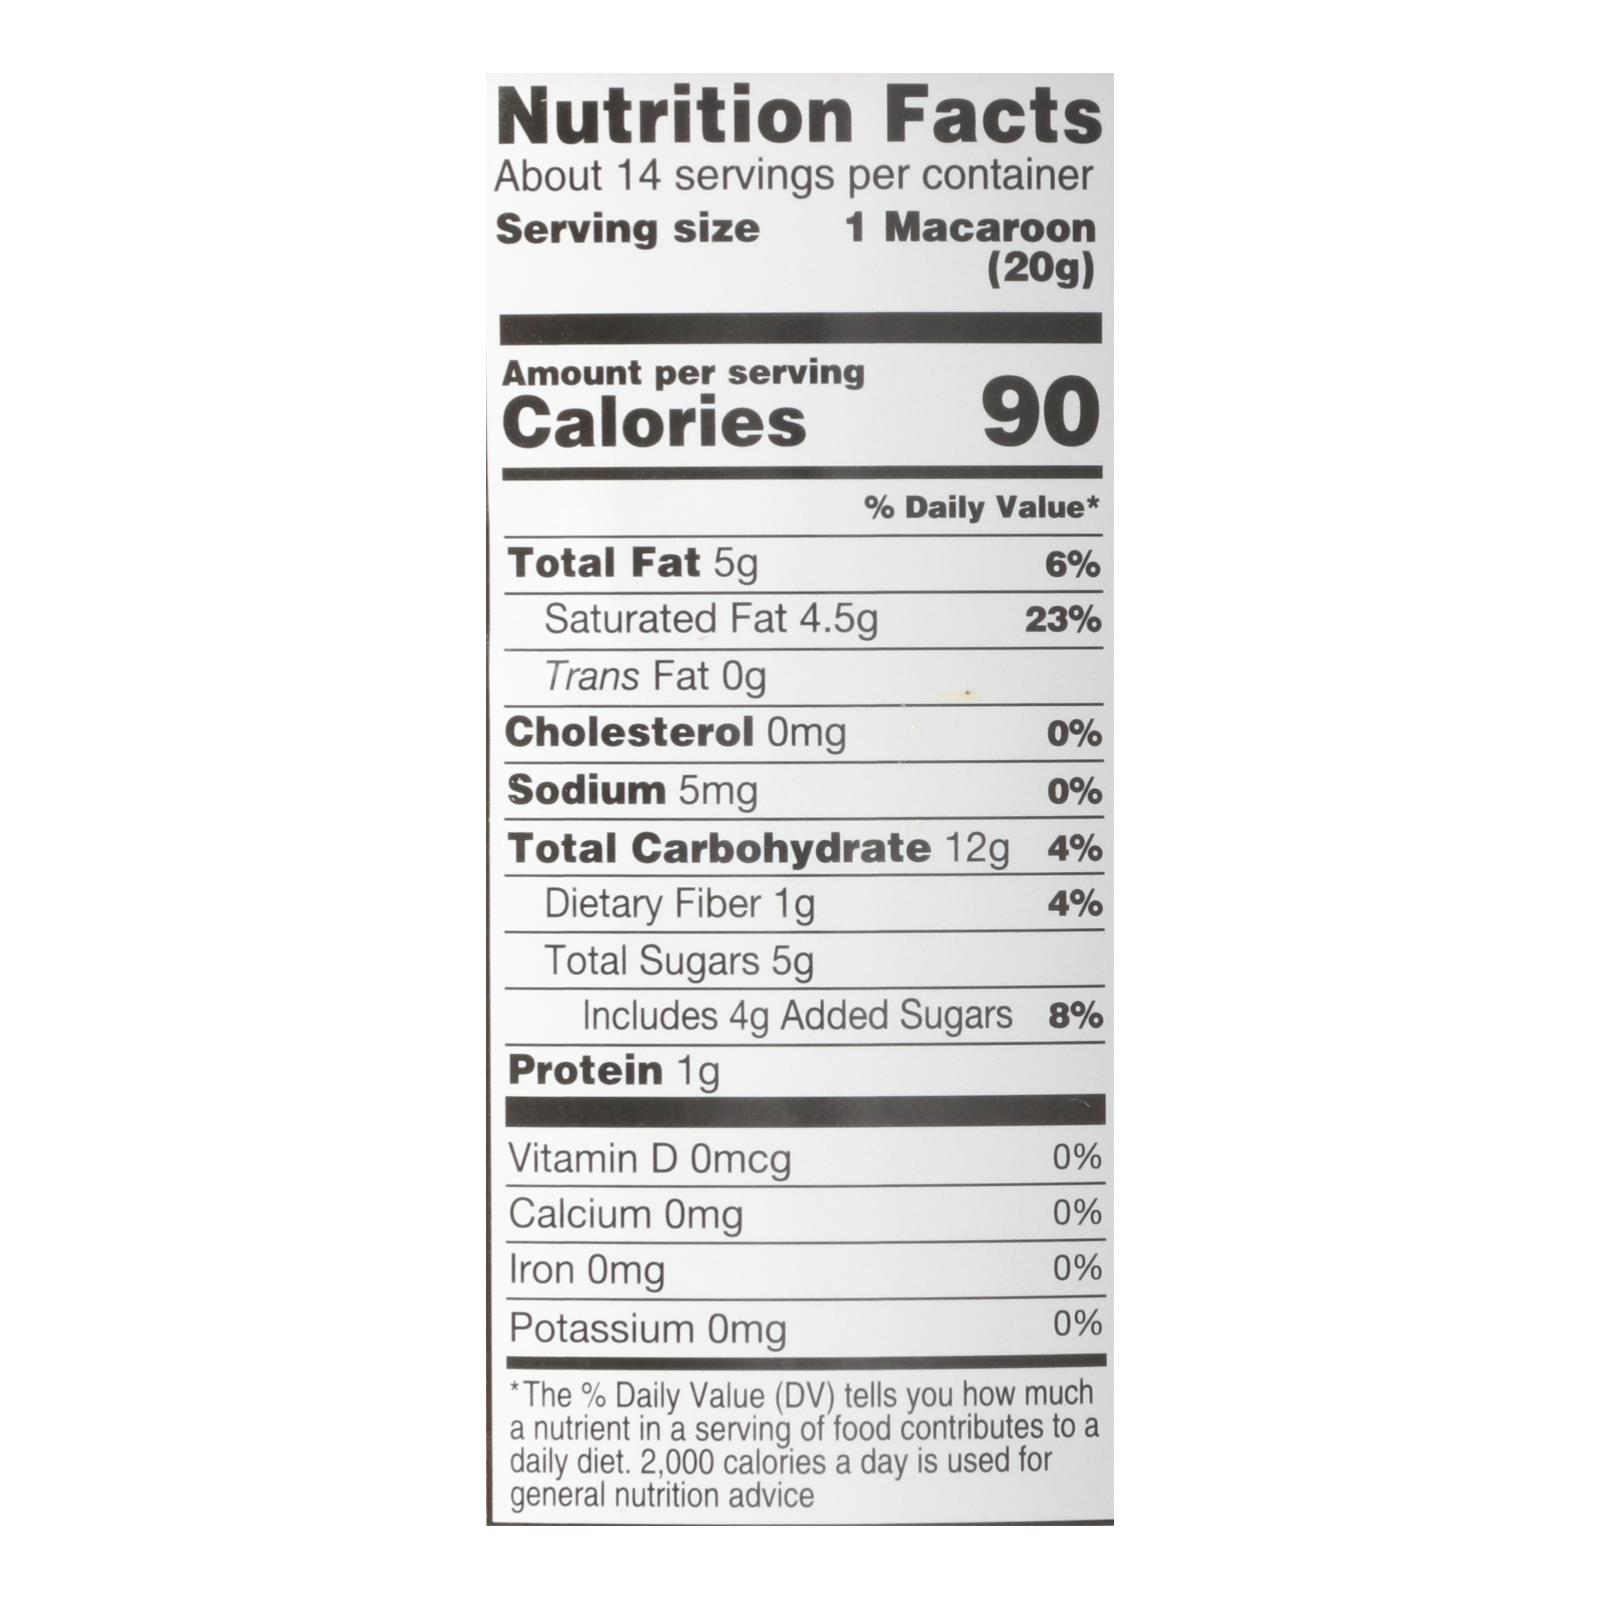 Nutrition Facts
About 14 servings per container
Serving size 1 Macaroon
(20g)
Amount per serving
Calories 90
% Daily Value*
Total Fat 5g 6%
Saturated Fat 4.5g 23%
Trans Fat 0g
Cholesterol 0mg 0%
Sodium 5mg 0%
Total Carbohydrate 12g 4%
Dietary Fiber 1g 4%
Total Sugars 5g
Includes 4g Added Sugars 8%
Protein 1g
Vitamin D 0mcg 0%
Calcium 0mg 0%
Iron 0mg 0%
Potassium 0mg 0%
*The % Daily Value (DV) tells you how much
a nutrient in a serving of food contributes to a
daily diet. 2,000 calories a day is used for
general nutrition advice